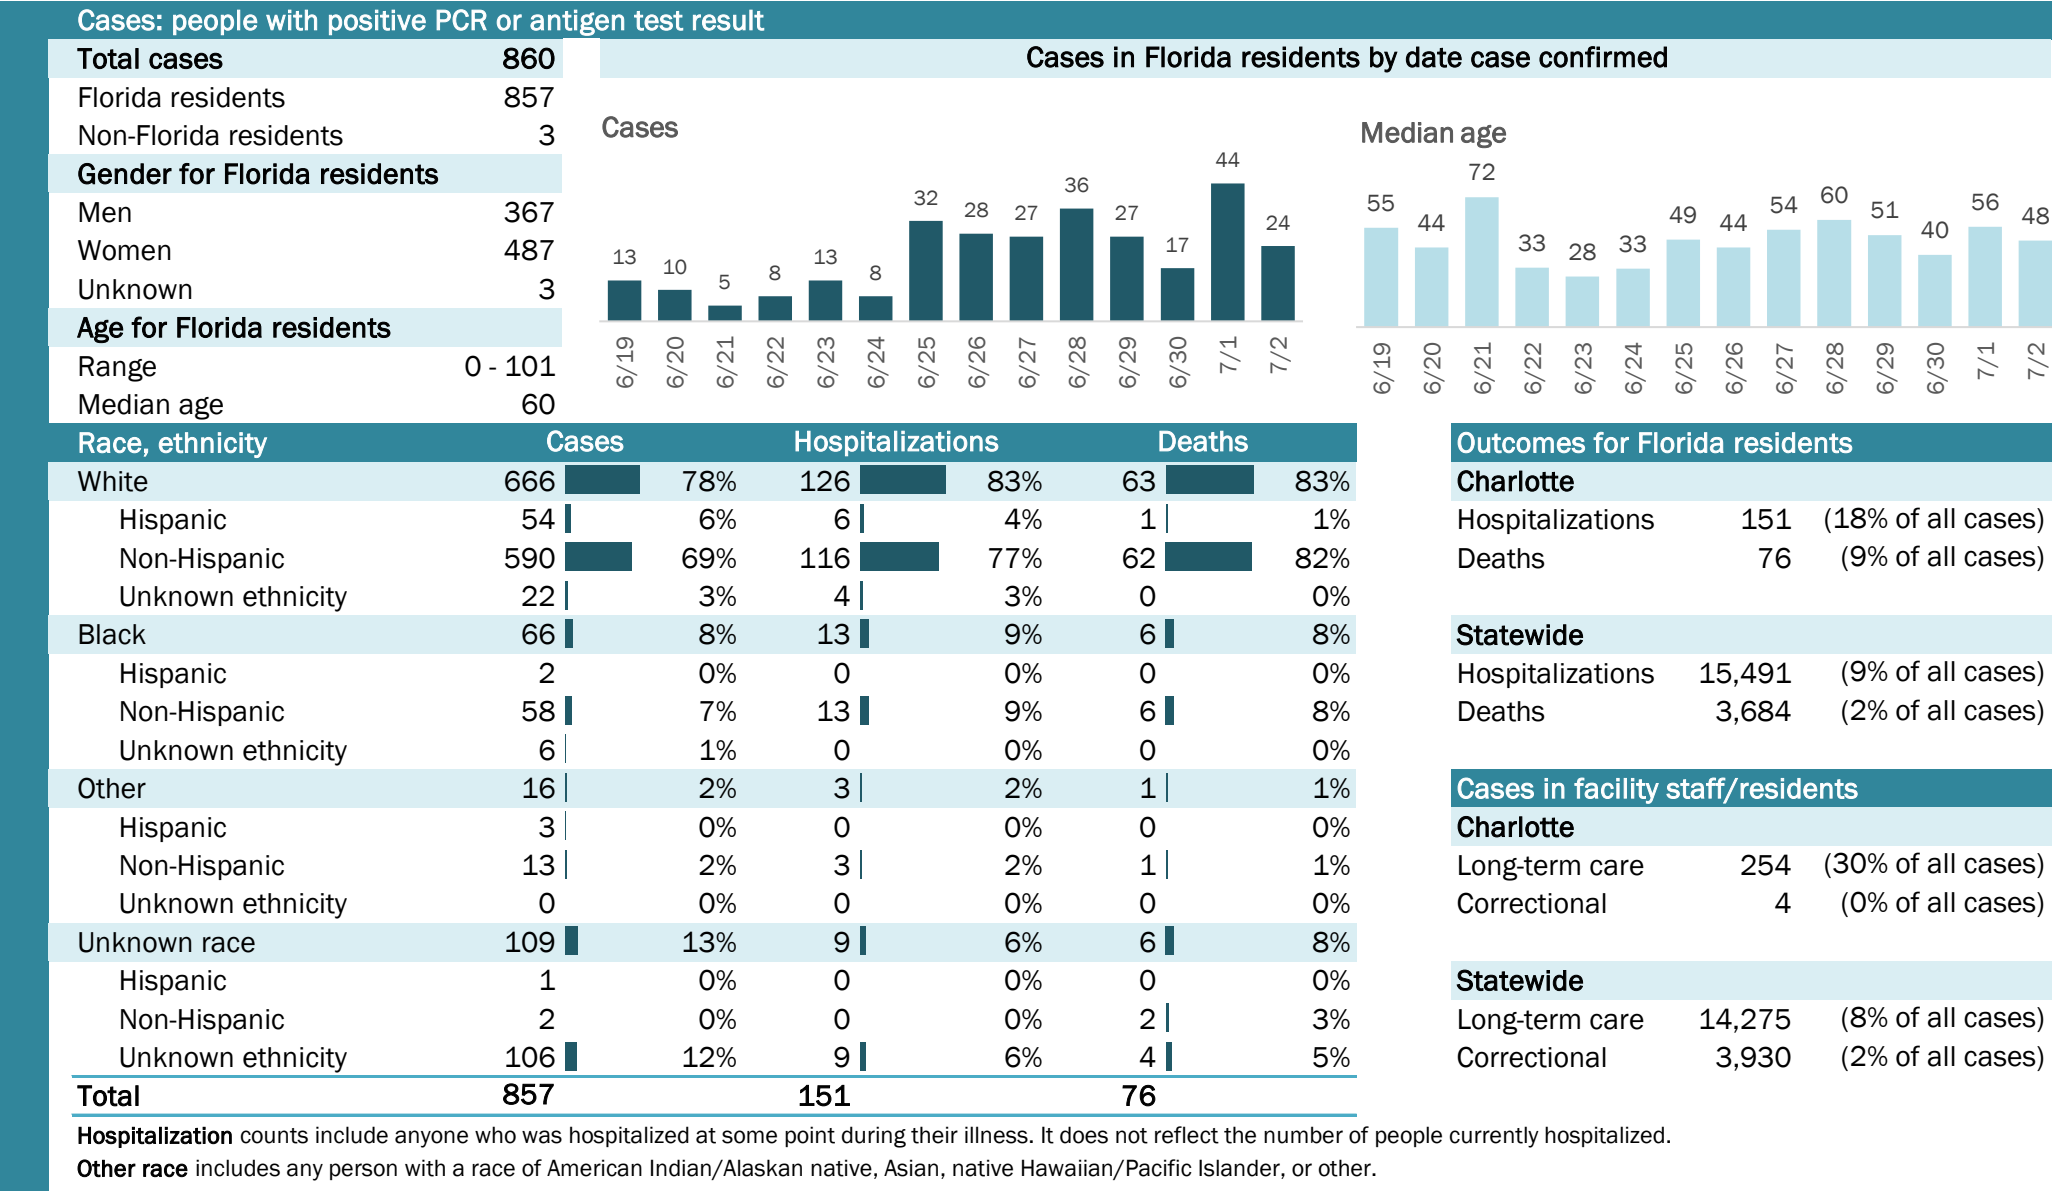 Cases: people with positive PCR or antigen test result
Total cases 860
Florida residents 857
Non-Florida residents 3
Gender for Florida residents
Men 367
Women 487
Unknown 3
Age for Florida residents
Range 0 - 101
Median age 60
Cases in Florida residents by date case confirmed
Cases
13 10 5 8 13 8 32 28 27 36 27 17 44 24
6/19 6/20 6/21 6/22 6/23 6/24 6/25 6/26 6/27 6/28 6/29 6/30 7/1 7/2
Median age
55 44 72 33 28 33 49 44 54 60 51 40 56 48
6/19 6/20 6/21 6/22 6/23 6/24 6/25 6/26 6/27 6/28 6/29 6/30 7/1 7/2
Race, ethnicity Cases Hospitalizations Deaths
White 666 78% 126 83% 63 83%
Hispanic 54 6% 6 4% 1 1%
Non-Hispanic 590 69% 116 77% 62 82%
Unknown ethnicity 22 3% 4 3% 0 0%
Black 66 8% 13 9% 6 8%
Hispanic 2 0% 0 0% 0 0%
Non-Hispanic 58 7% 13 9% 6 8%
Unknown ethnicity 6 1% 0 0% 0 0%
Other 16 2% 3 2% 1 1%
Hispanic 3 0% 0 0% 0 0%
Non-Hispanic 13 2% 3 2% 1 1%
Unknown ethnicity 0 0% 0 0% 0 0%
Unknown race 109 13% 9 6% 6 8%
Hispanic 1 0% 0 0% 0 0%
Non-Hispanic 2 0% 0 0% 2 3%
Unknown ethnicity 106 12% 9 6% 4 5%
Total 857 151 76
Outcomes for Florida residents
Charlotte
Hospitalizations 151 (18% of all cases)
Deaths 76 (9% of all cases)
Statewide
Hospitalizations 15,491 (9% of all cases)
Deaths 3,684 (2% of all cases)
Cases in facility staff/residents
Charlotte
Long-term care 254 (30% of all cases)
Correctional 4 (0% of all cases)
Statewide
Long-term care 14,275 (8% of all cases)
Correctional 3,930 (2% of all cases)
Hospitalization counts include anyone who was hospitalized at some point during their illness. It does not reflect the number of people currently hospitalized.
Other race includes any person with a race of American Indian/Alaskan native, Asian, native Hawaiian/Pacific Islander, or other.